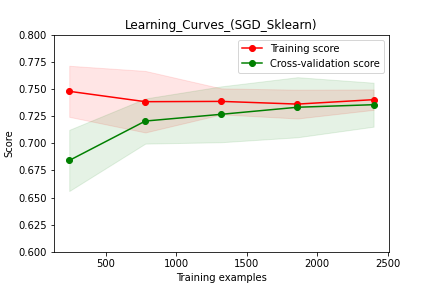 Learning_Curves_(SGD_Sklearn)
Training score
Cross-validation score
Score
0.800
0.775
0.750
0.725
0.700
0.675
0.650
0.625
0.600
500
1000
1500
2000
2500
Training examples